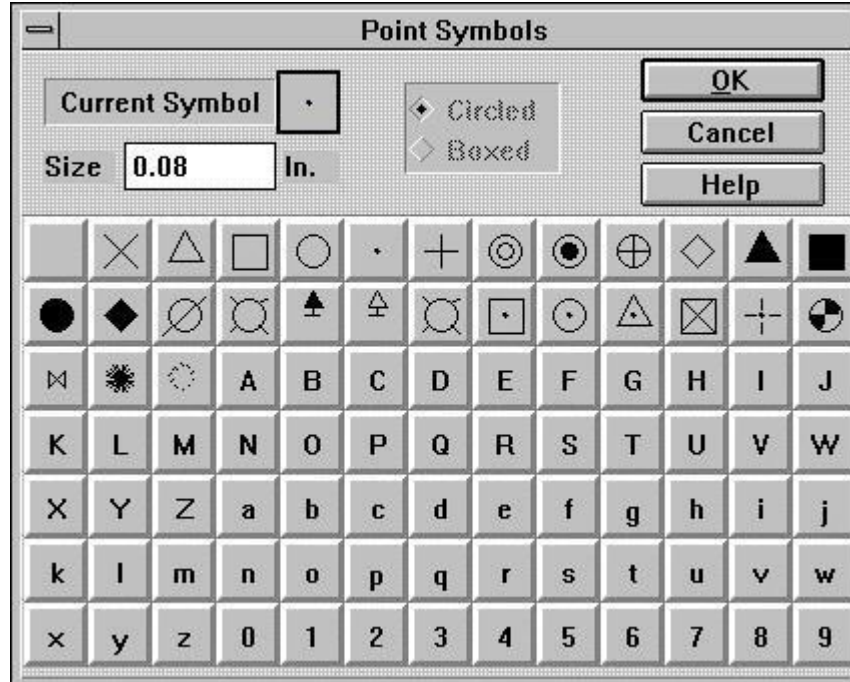 Point Symbols
Current Symbol
Circled
OK
Size 0.08 In.
Boxed
Cancel
Help
A B C D E F G H I J
K L M N O P Q R S T U V W
X Y Z a b c d e f g h i j
k l m n o p q r s t u v w
x y z 0 1 2 3 4 5 6 7 8 9